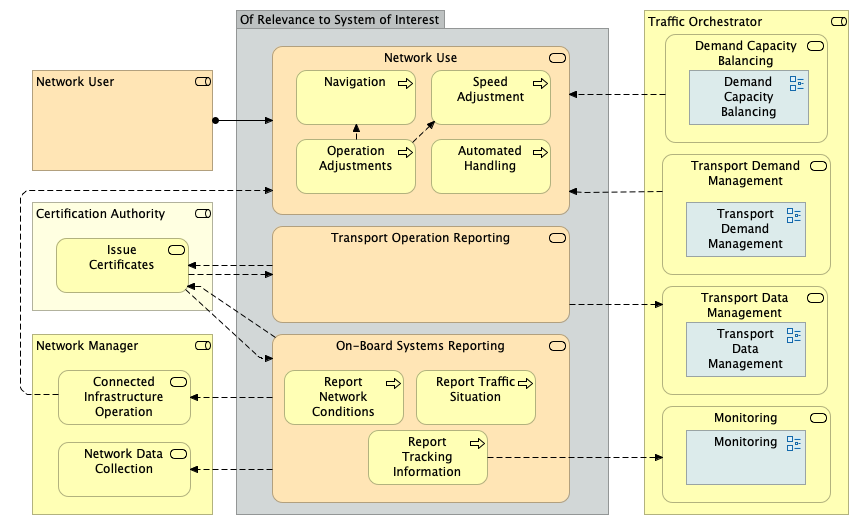 Of Relevance to System of Interest
Network User
Certification Authority
Issue
Certificates
Network Manager
Connected
Infrastructure
Operation
Network Data
Collection
Network Use
Navigation
Speed
Adjustment
Operation
Adjustments
Automated
Handling
Transport Operation Reporting
On-Board Systems Reporting
Report
Network
Conditions
Report Traffic
Situation
Report
Tracking
Information
Traffic Orchestrator
Demand Capacity
Balancing
Demand
Capacity
Balancing
Transport Demand
Management
Transport
Demand
Management
Transport Data
Management
Transport
Data
Management
Monitoring
Monitoring